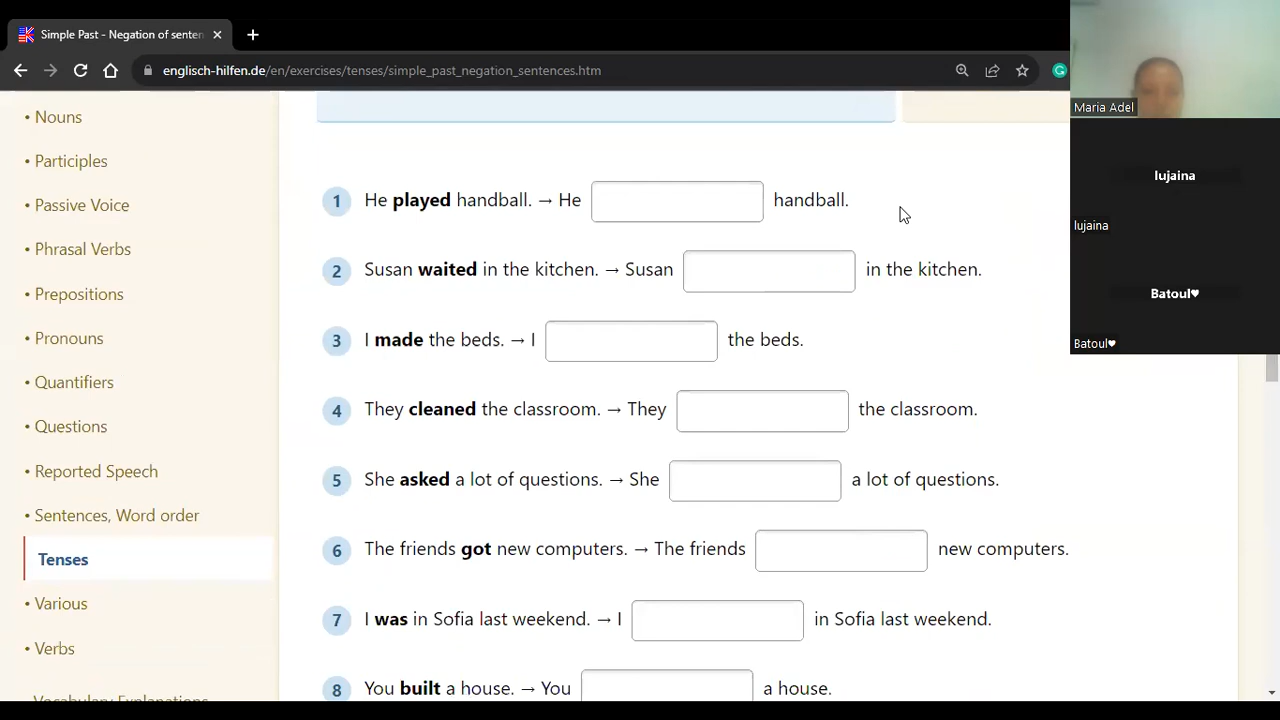 Simple Past - Negation of senten
englisch-hilfen.de/en/exercises/tenses/simple_past_negation_sentences.htm
• Nouns
• Participles
• Passive Voice
• Phrasal Verbs
• Prepositions
• Pronouns
• Quantifiers
• Questions
• Reported Speech
• Sentences, Word order
Tenses
• Various
• Verbs
Vocabulary Explanations
1 He played handball. → He handball.
2 Susan waited in the kitchen. → Susan in the kitchen.
3 I made the beds. → I the beds.
4 They cleaned the classroom. → They the classroom.
5 She asked a lot of questions. → She a lot of questions.
6 The friends got new computers. → The friends new computers.
7 I was in Sofia last weekend. → I in Sofia last weekend.
8 You built a house. → You a house.
Maria Adel
lujaina
lujaina
Batoul♥
Batoul♥